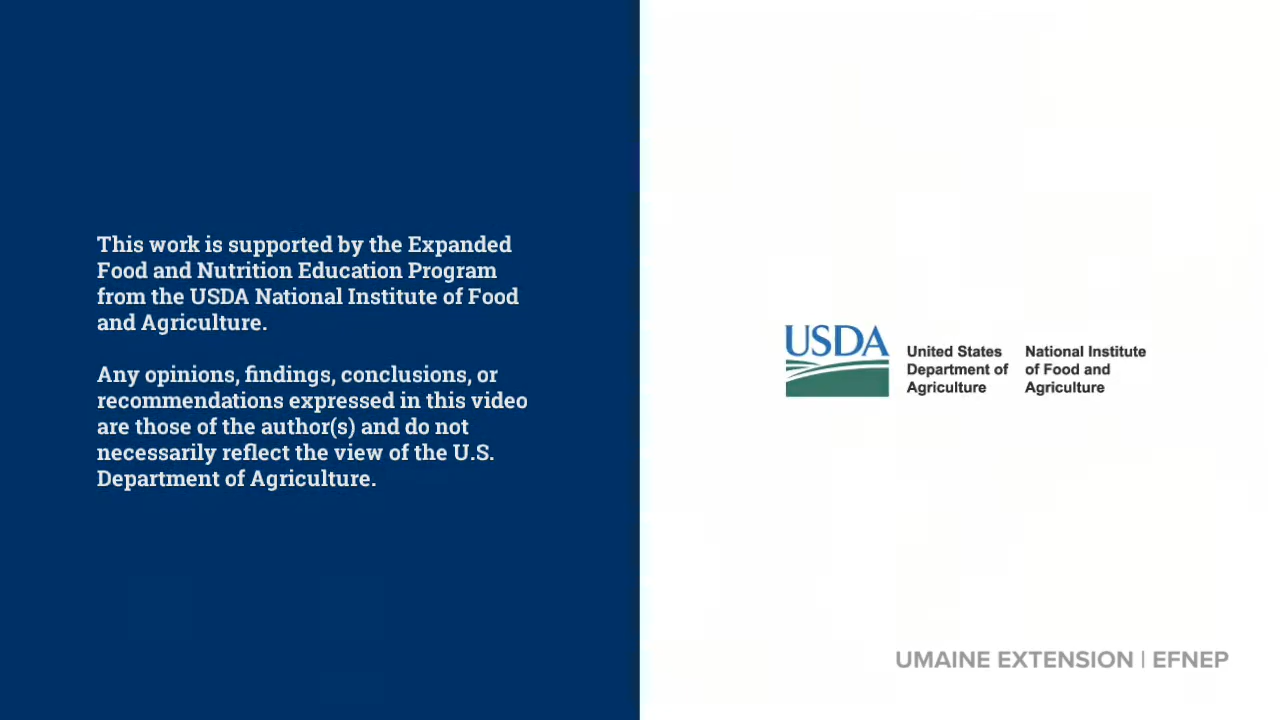 This work is supported by the Expanded
Food and Nutrition Education Program
from the USDA National Institute of Food
and Agriculture.
Any opinions, findings, conclusions, or
recommendations expressed in this video
are those of the author(s) and do not
necessarily reflect the view of the U.S.
Department of Agriculture.
USDA
United States
Department of
Agriculture
National Institute
of Food and
Agriculture
UMAINE EXTENSION | EFNEP